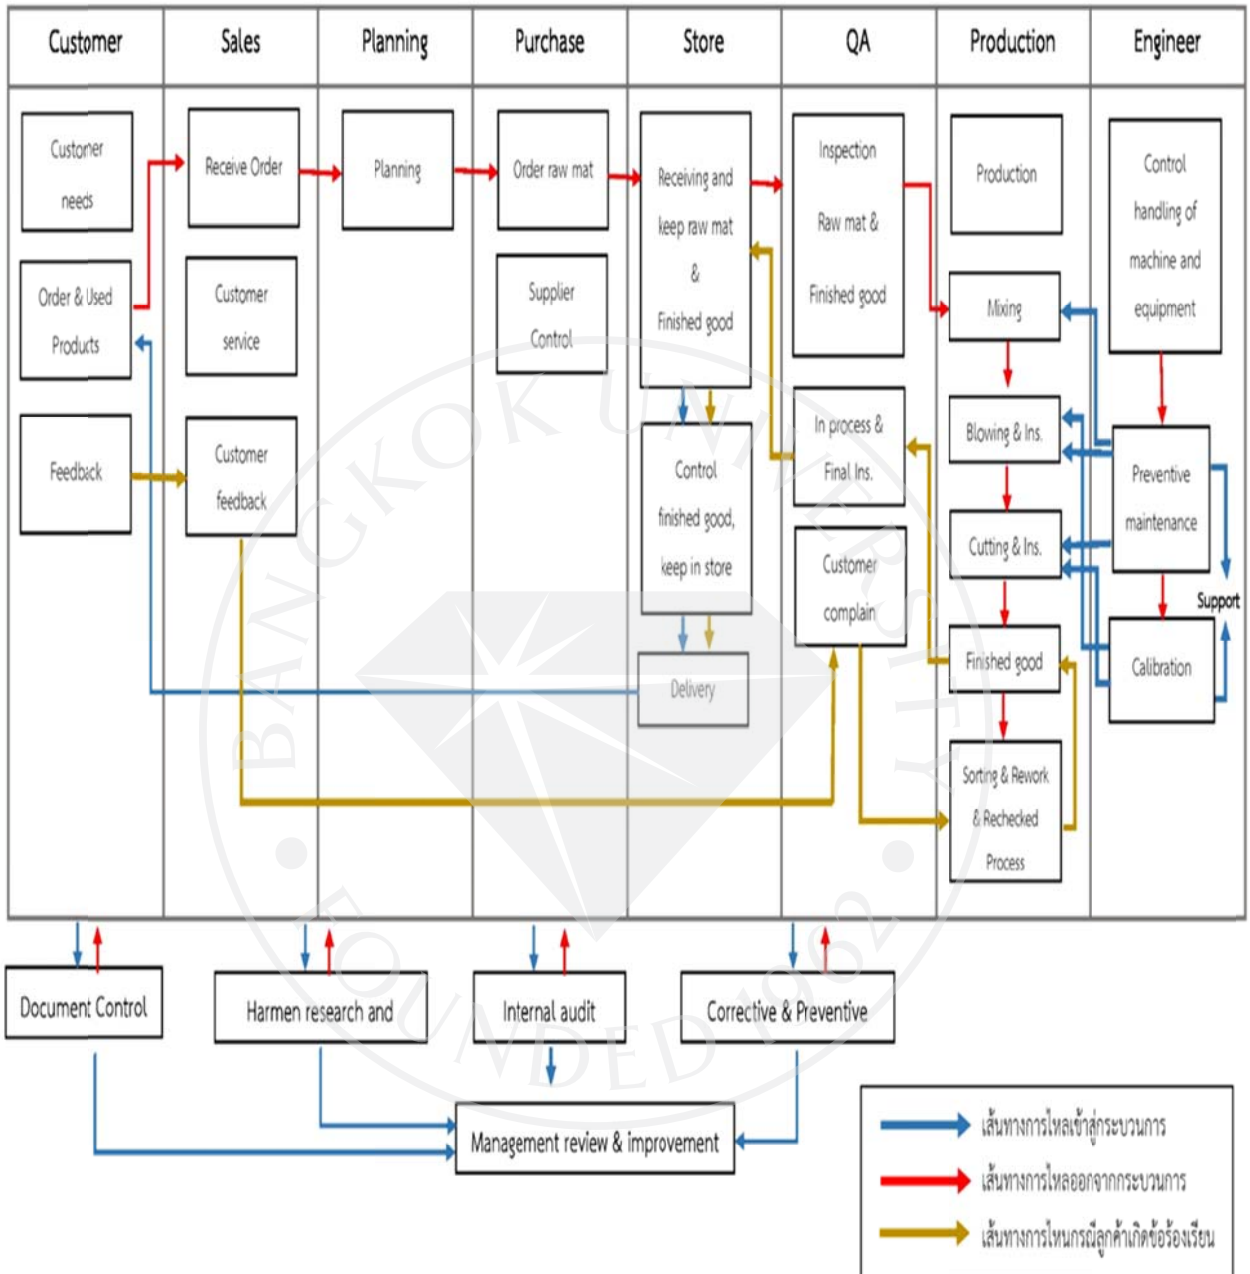 Customer
Sales
Planning
Purchase
Store
QA
Production
Engineer
Customer
needs
Order & Used
Products
Feedback
Receive Order
Customer
service
Customer
feedback
Planning
Order raw mat
Supplier
Control
Receiving and
keep raw mat
&
Finished good
Control
finished good,
keep in store
Delivery
Inspection
Raw mat &
Finished good
In process &
Final Ins.
Customer
complain
Production
Mixing
Blowing & Ins.
Cutting & Ins.
Finished good
Sorting & Rework
& Rechecked
Process
Control
handling of
machine and
equipment
Preventive
maintenance
Support
Calibration
Document Control
Harmen research and
Internal audit
Corrective & Preventive
Management review & improvement
เส้นทางการไหลเข้าสู่กระบวนการ
เส้นทางการไหลออกจากกระบวนการ
เส้นทางการไหนกรณีลูกค้าเกิดข้อร้องเรียน
BANGKOK UNIVERSITY
FOUNDED 1962